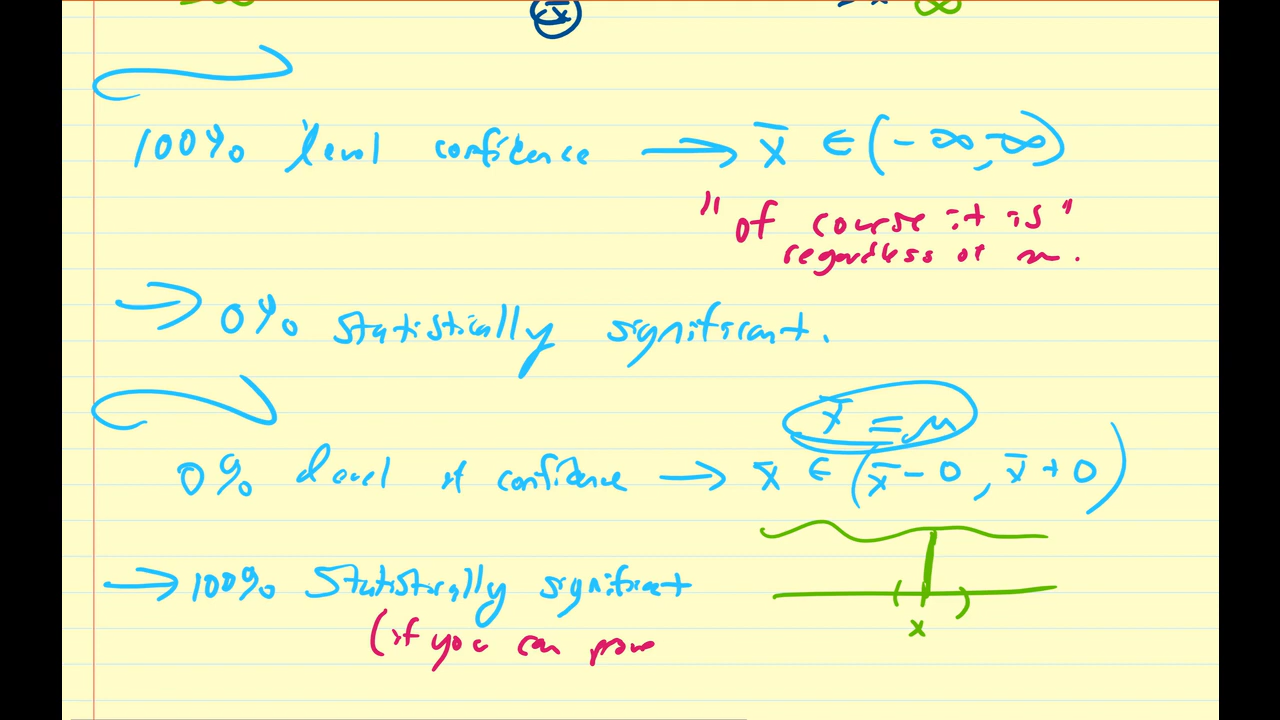 x̄
∞
100% level confidence → x̄ ∈ (-∞, ∞)
"of course it is"
regardless of m.
→ 0% statistically significant.
x̄ = μ
0% level of confidence → x̄ ∈ (x̄ - 0, x̄ + 0)
→ 100% statistically significant
( )
x
(if you can prove